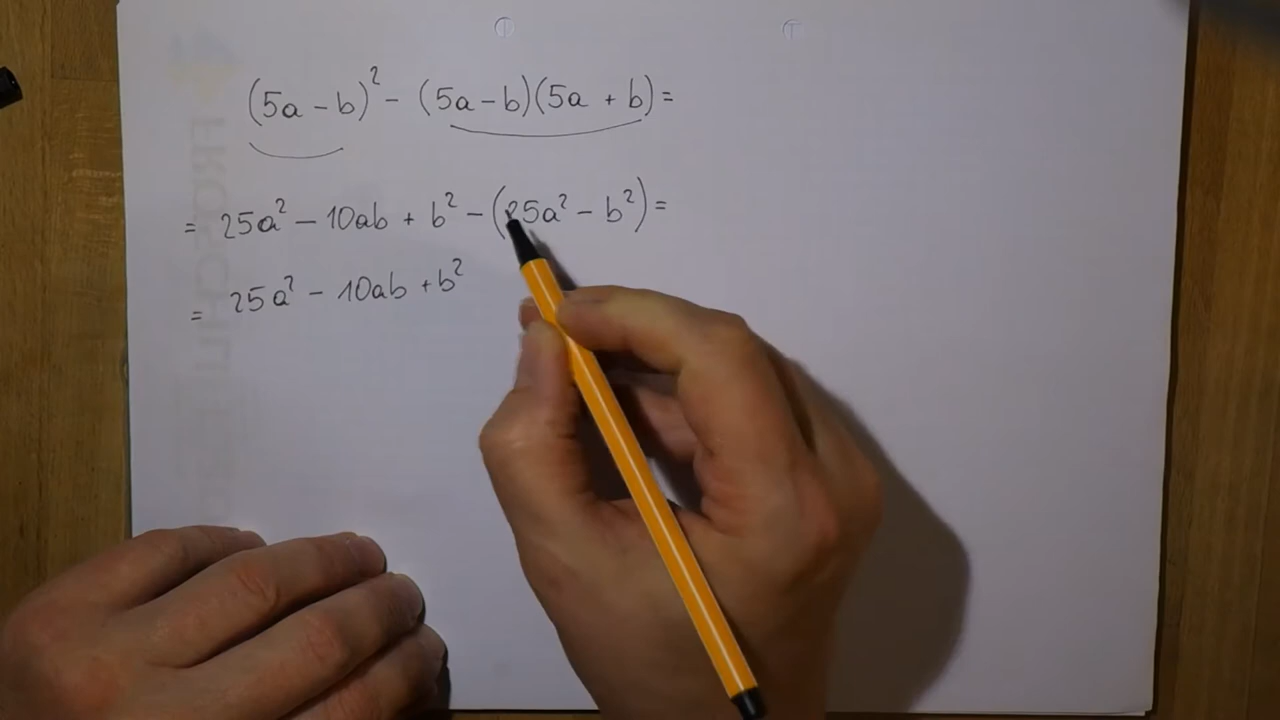 (5a - b)² - (5a - b)(5a + b) =
= 25a² - 10ab + b² - (25a² - b²) =
= 25a² - 10ab + b²